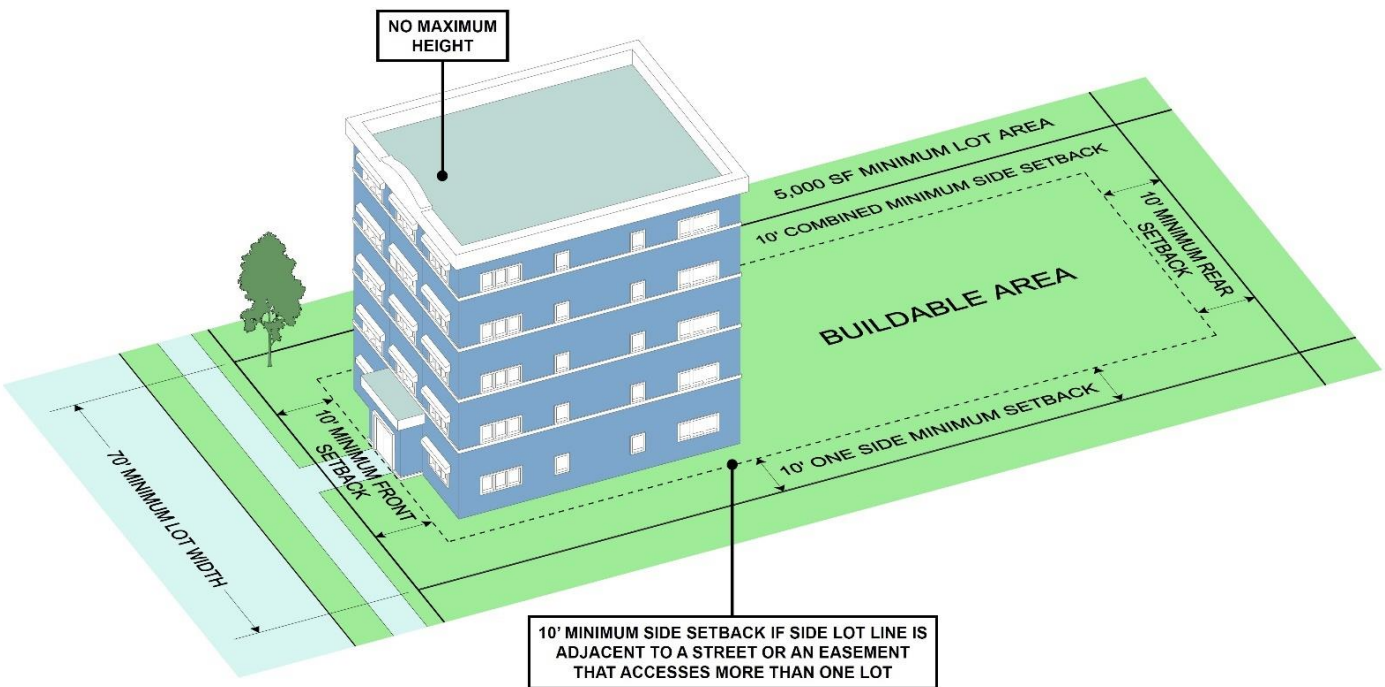 NO MAXIMUM
HEIGHT
5,000 SF MINIMUM LOT AREA
10' COMBINED MINIMUM SIDE SETBACK
10' MINIMUM REAR
SETBACK
BUILDABLE AREA
10' ONE SIDE MINIMUM SETBACK
10' MINIMUM FRONT
SETBACK
70' MINIMUM LOT WIDTH
10’ MINIMUM SIDE SETBACK IF SIDE LOT LINE IS
ADJACENT TO A STREET OR AN EASEMENT
THAT ACCESSES MORE THAN ONE LOT